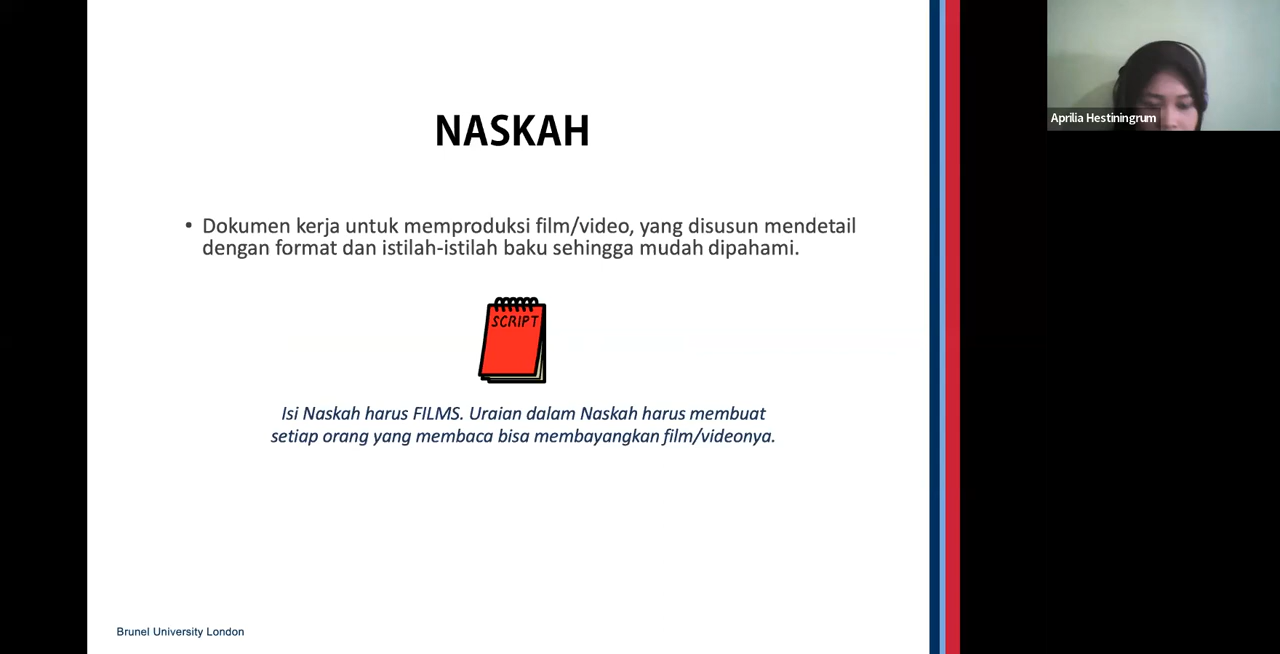 NASKAH
• Dokumen kerja untuk memproduksi film/video, yang disusun mendetail
dengan format dan istilah-istilah baku sehingga mudah dipahami.
SCRIPT
Isi Naskah harus FILMS. Uraian dalam Naskah harus membuat
setiap orang yang membaca bisa membayangkan film/videonya.
Brunel University London
Aprilia Hestiningrum